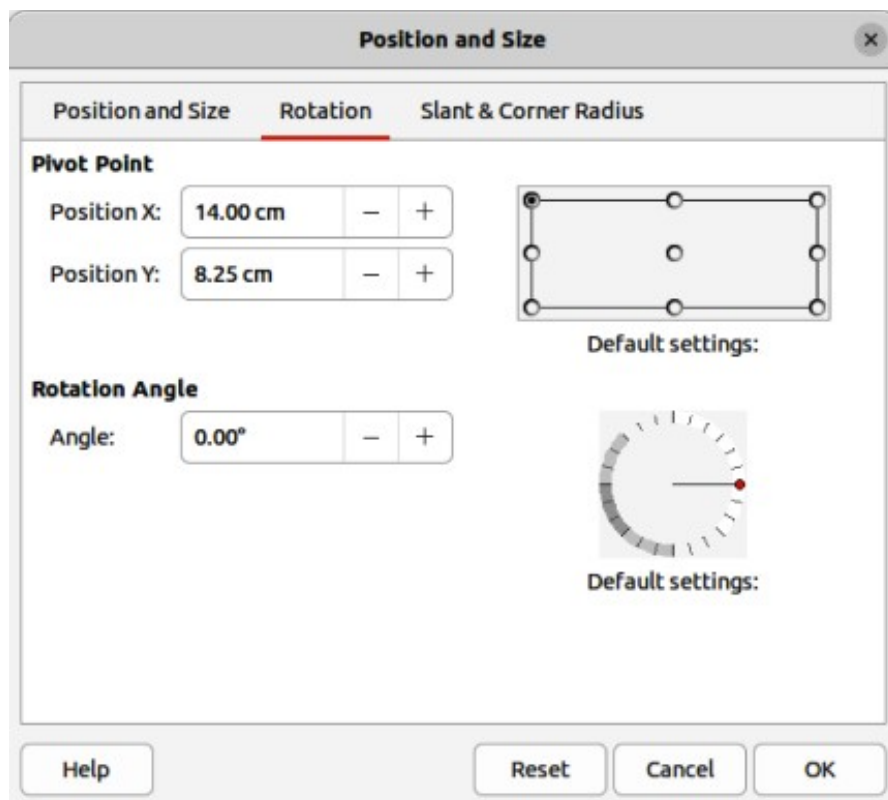 Position and Size
Position and Size Rotation Slant & Corner Radius
Pivot Point
Position X: 14.00 cm − +
Position Y: 8.25 cm − +
Default settings:
Rotation Angle
Angle: 0.00° − +
Default settings:
Help Reset Cancel OK